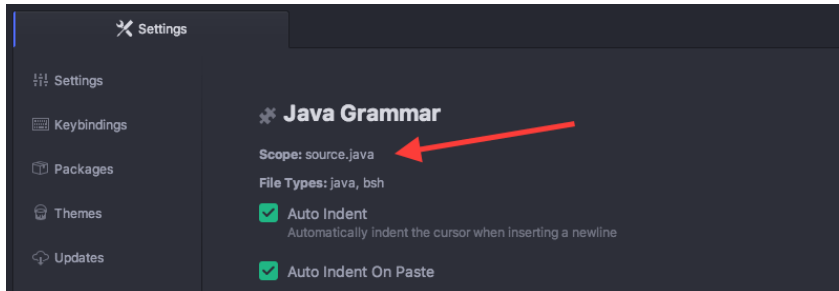 Settings
Settings
Keybindings
Packages
Themes
Updates
Java Grammar
Scope: source.java
File Types: java, bsh
Auto Indent
Automatically indent the cursor when inserting a newline
Auto Indent On Paste